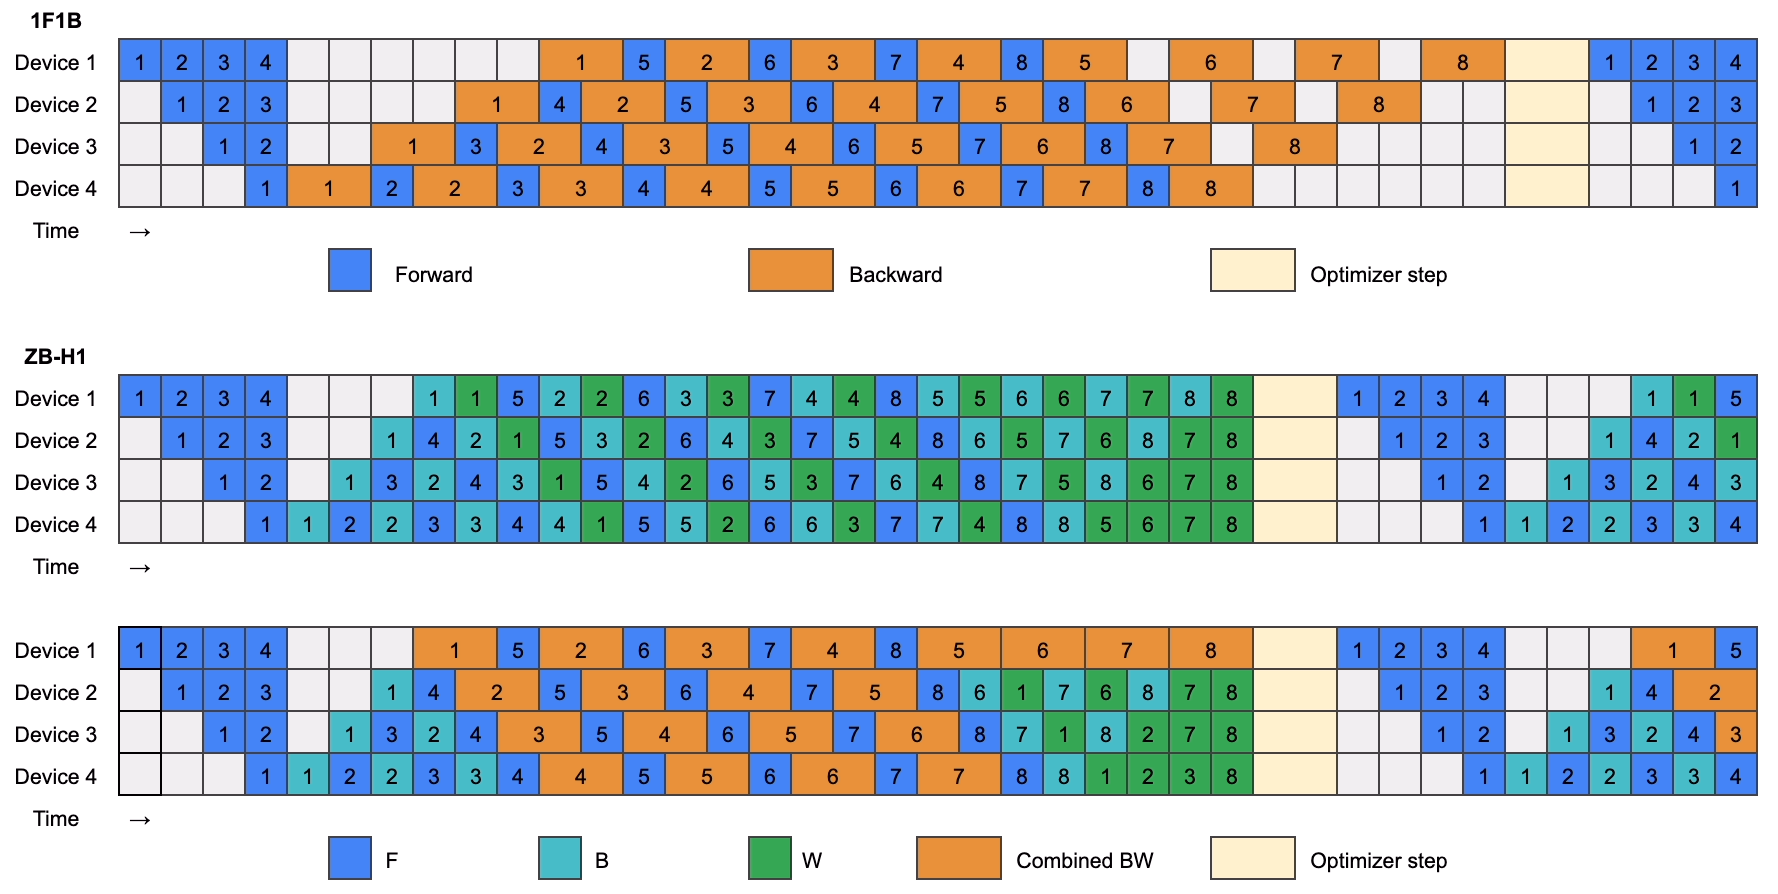 1F1B
Device 1 1 2 3 4 1 5 2 6 3 7 4 8 5 6 7 8 1 2 3 4
Device 2 1 2 3 1 4 2 5 3 6 4 7 5 8 6 7 8 1 2 3
Device 3 1 2 1 3 2 4 3 5 4 6 5 7 6 8 7 8 1 2
Device 4 1 1 2 2 3 3 4 4 5 5 6 6 7 7 8 8 1
Time →
Forward Backward Optimizer step
ZB-H1
Device 1 1 2 3 4 1 1 5 2 2 6 3 3 7 4 4 8 5 5 6 6 7 7 8 8 1 2 3 4 1 1 5
Device 2 1 2 3 1 4 2 1 5 3 2 6 4 3 7 5 4 8 6 5 7 6 8 7 8 1 2 3 1 4 2 1
Device 3 1 2 1 3 2 4 3 1 5 4 2 6 5 3 7 6 4 8 7 5 8 6 7 8 1 2 1 3 2 4 3
Device 4 1 1 2 2 3 3 4 4 1 5 5 2 6 6 3 7 7 4 8 8 5 6 7 8 1 1 2 2 3 3 4
Time →
Device 1 1 2 3 4 1 5 2 6 3 7 4 8 5 6 7 8 1 2 3 4 1 5
Device 2 1 2 3 1 4 2 5 3 6 4 7 5 8 6 1 7 6 8 7 8 1 2 3 1 4 2
Device 3 1 2 1 3 2 4 3 5 4 6 5 7 6 8 7 1 8 2 7 8 1 2 1 3 2 4 3
Device 4 1 1 2 2 3 3 4 4 5 5 6 6 7 7 8 8 1 2 3 8 1 1 2 2 3 3 4
Time →
F B W Combined BW Optimizer step